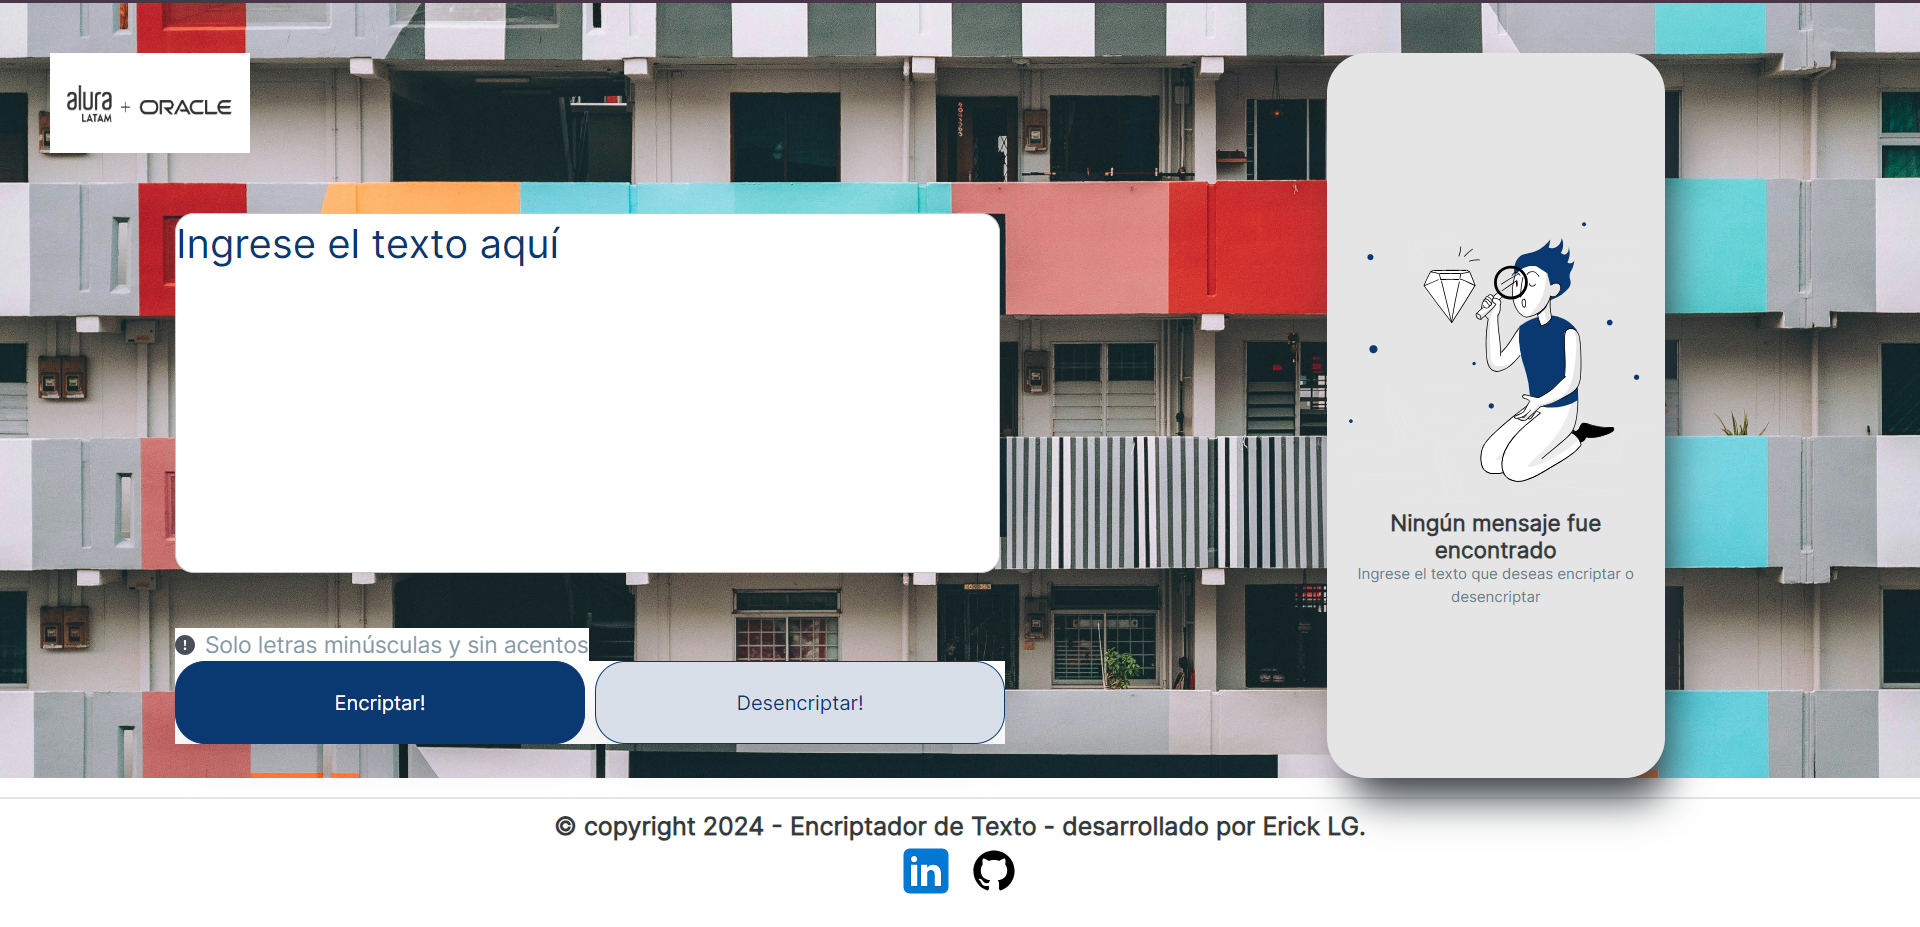 alura
LATAM + ORACLE
Ingrese el texto aquí
Solo letras minúsculas y sin acentos
Encriptar!
Desencriptar!
Ningún mensaje fue
encontrado
Ingrese el texto que deseas encriptar o
desencriptar
© copyright 2024 - Encriptador de Texto - desarrollado por Erick LG.
in